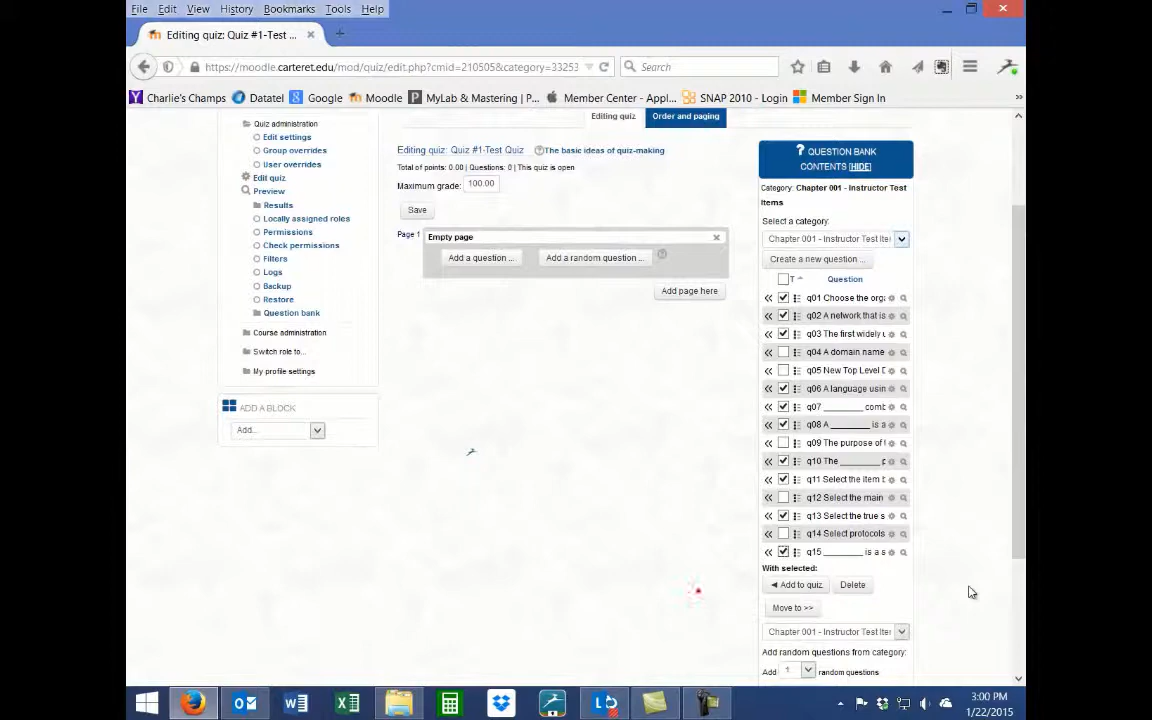 File Edit View History Bookmarks Tools Help
Editing quiz: Quiz #1-Test ...
https://moodle.carteret.edu/mod/quiz/edit.php?cmid=210505&category=33253
Search
Charlie's Champs Datatel Google Moodle MyLab & Mastering | P... Member Center - Appl... SNAP 2010 - Login Member Sign In
Quiz administration
Edit settings
Group overrides
User overrides
Edit quiz
Preview
Results
Locally assigned roles
Permissions
Check permissions
Filters
Logs
Backup
Restore
Question bank
Course administration
Switch role to...
My profile settings
ADD A BLOCK
Add...
Editing quiz Order and paging
Editing quiz: Quiz #1-Test Quiz The basic ideas of quiz-making
Total of points: 0.00 | Questions: 0 | This quiz is open
Maximum grade: 100.00
Save
Page 1 Empty page
Add a question ... Add a random question ...
Add page here
QUESTION BANK
CONTENTS [HIDE]
Category: Chapter 001 - Instructor Test
Items
Select a category:
Chapter 001 - Instructor Test Iter
Create a new question ...
T Question
q01 Choose the orga
q02 A network that is
q03 The first widely u
q04 A domain name
q05 New Top Level D
q06 A language usin
q07 ________ comb
q08 A ________ is a
q09 The purpose of t
q10 The ________ p
q11 Select the item t
q12 Select the main
q13 Select the true s
q14 Select protocols
q15 ________ is a s
With selected:
Add to quiz Delete
Move to >>
Chapter 001 - Instructor Test Iter
Add random questions from category:
Add 1 random questions
3:00 PM
1/22/2015